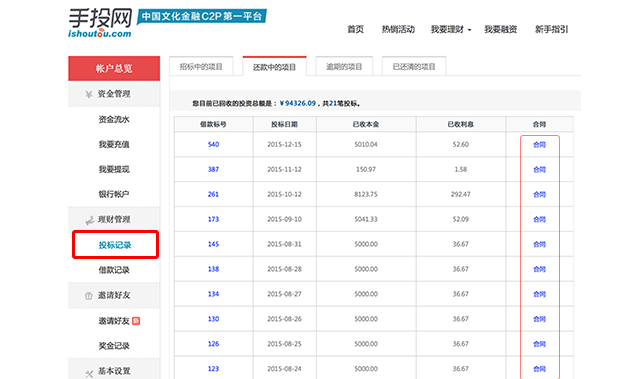 手投网
ishoutou.com
中国文化金融C2P第一平台
首页 热销活动 我要理财 我要融资 新手指引
帐户总览
资金管理
资金流水
我要充值
我要提现
银行帐户
理财管理
投标记录
借款记录
邀请好友
邀请好友 新
奖金记录
基本设置
招标中的项目 还款中的项目 逾期的项目 已还清的项目
您目前已回收的投资总额是：￥94326.09，共21笔投标。
借款标号 投标日期 已收本金 已收利息 合同
540 2015-12-15 5010.04 52.60 合同
387 2015-11-12 150.97 1.58 合同
261 2015-10-12 8123.75 292.47 合同
173 2015-09-10 5041.33 52.09 合同
145 2015-08-31 5000.00 36.67 合同
138 2015-08-28 5000.00 36.67 合同
134 2015-08-27 5000.00 36.67 合同
130 2015-08-26 5000.00 36.67 合同
126 2015-08-25 5000.00 36.67 合同
123 2015-08-24 5000.00 36.67 合同